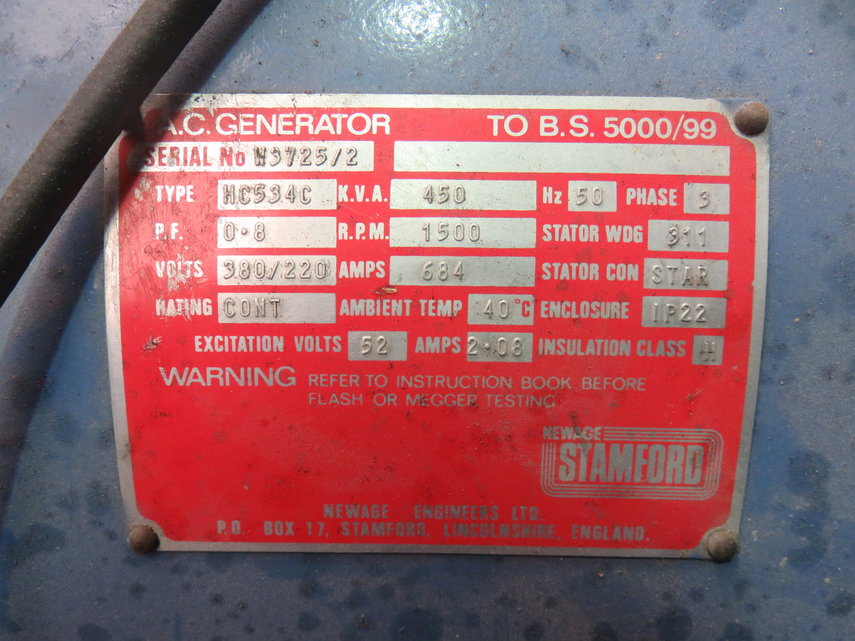 A.C. GENERATOR TO B.S. 5000/99
SERIAL No H3725/2
TYPE HC534C K.V.A. 450 Hz 50 PHASE 3
P.F. 0·8 R.P.M. 1500 STATOR WDG 311
VOLTS 380/220 AMPS 684 STATOR CON STAR
RATING CONT AMBIENT TEMP 40°C ENCLOSURE IP22
EXCITATION VOLTS 52 AMPS 2·08 INSULATION CLASS H
WARNING REFER TO INSTRUCTION BOOK BEFORE
FLASH OR MEGGER TESTING
NEWAGE
STAMFORD
NEWAGE ENGINEERS LTD.
P.O. BOX 17, STAMFORD, LINCOLNSHIRE, ENGLAND.